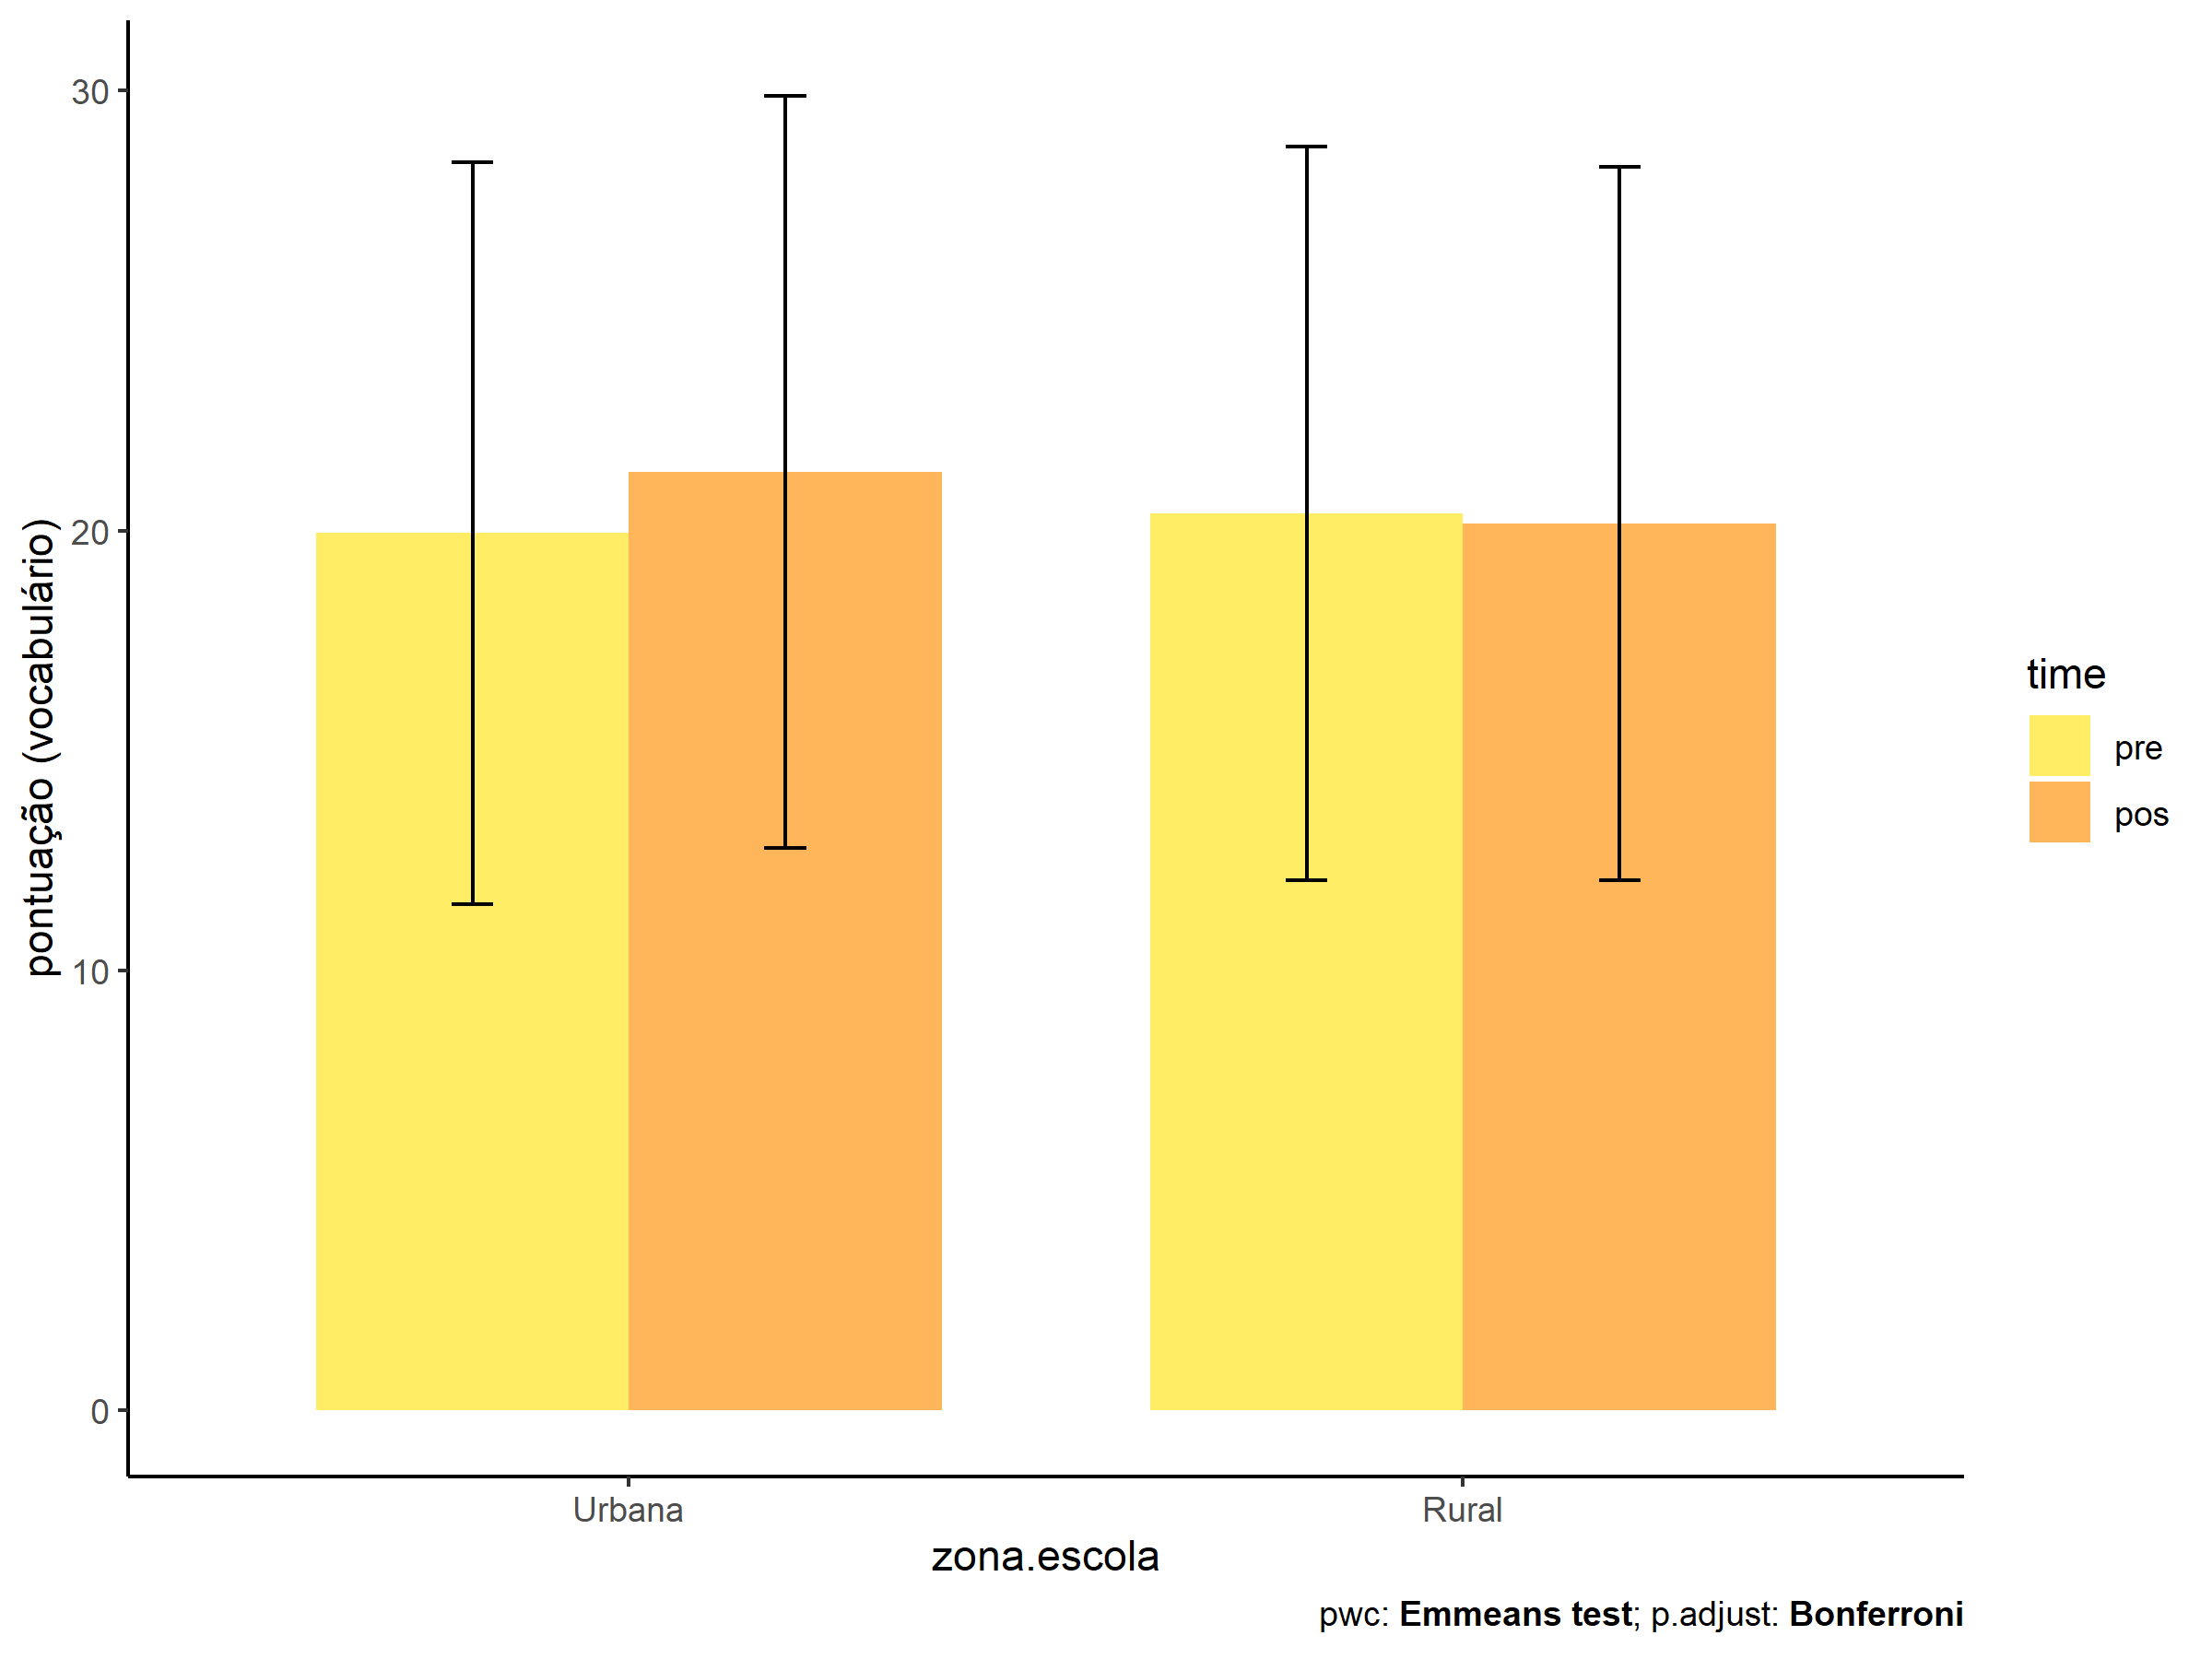 pontuação (vocabulário)
30
20
10
0
Urbana
Rural
zona.escola
time
pre
pos
pwc: Emmeans test; p.adjust: Bonferroni